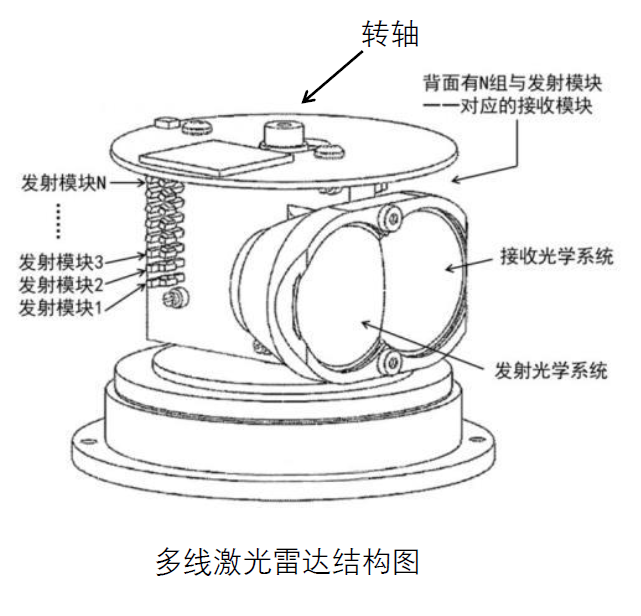 转轴
背面有N组与发射模块
一一对应的接收模块
发射模块N
......
发射模块3
发射模块2
发射模块1
接收光学系统
发射光学系统
多线激光雷达结构图